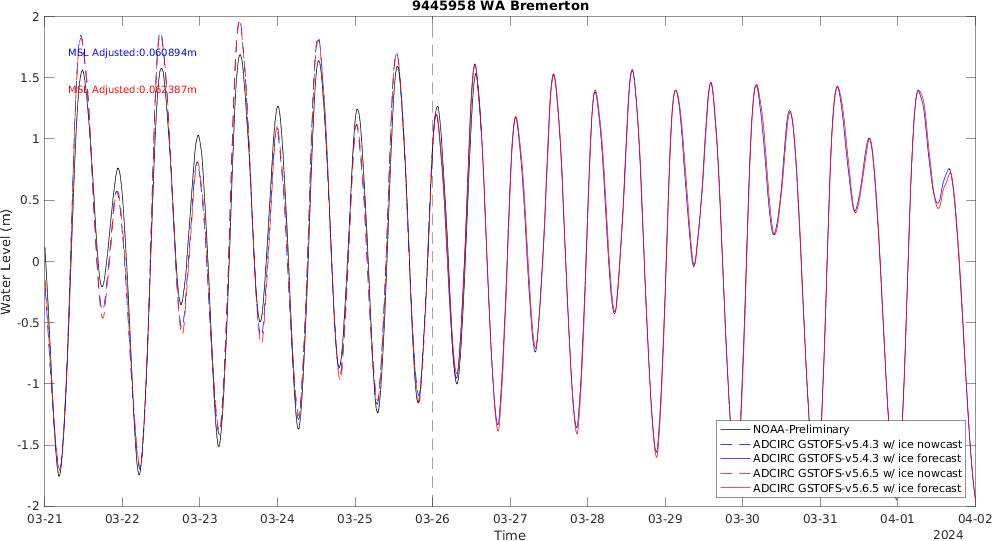 9445958 WA Bremerton
Water Level (m)
2
1.5
1
0.5
0
-0.5
-1
-1.5
-2
MSL Adjusted:0.060894m
MSL Adjusted:0.062387m
NOAA-Preliminary
ADCIRC GSTOFS-v5.4.3 w/ ice nowcast
ADCIRC GSTOFS-v5.4.3 w/ ice forecast
ADCIRC GSTOFS-v5.6.5 w/ ice nowcast
ADCIRC GSTOFS-v5.6.5 w/ ice forecast
03-21 03-22 03-23 03-24 03-25 03-26 03-27 03-28 03-29 03-30 03-31 04-01 04-02
Time
2024